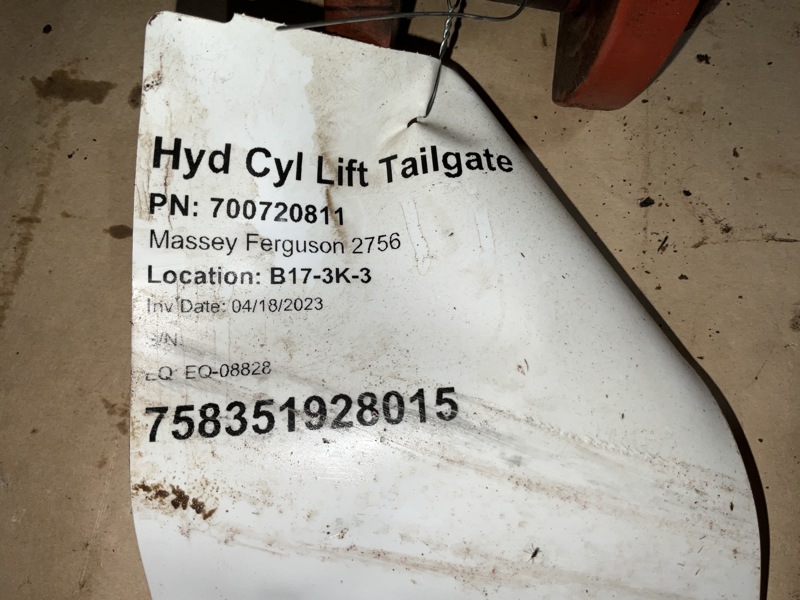 Hyd Cyl Lift Tailgate
PN: 700720811
Massey Ferguson 2756
Location: B17-3K-3
Inv Date: 04/18/2023
S/N:
EQ: EQ-08828
758351928015